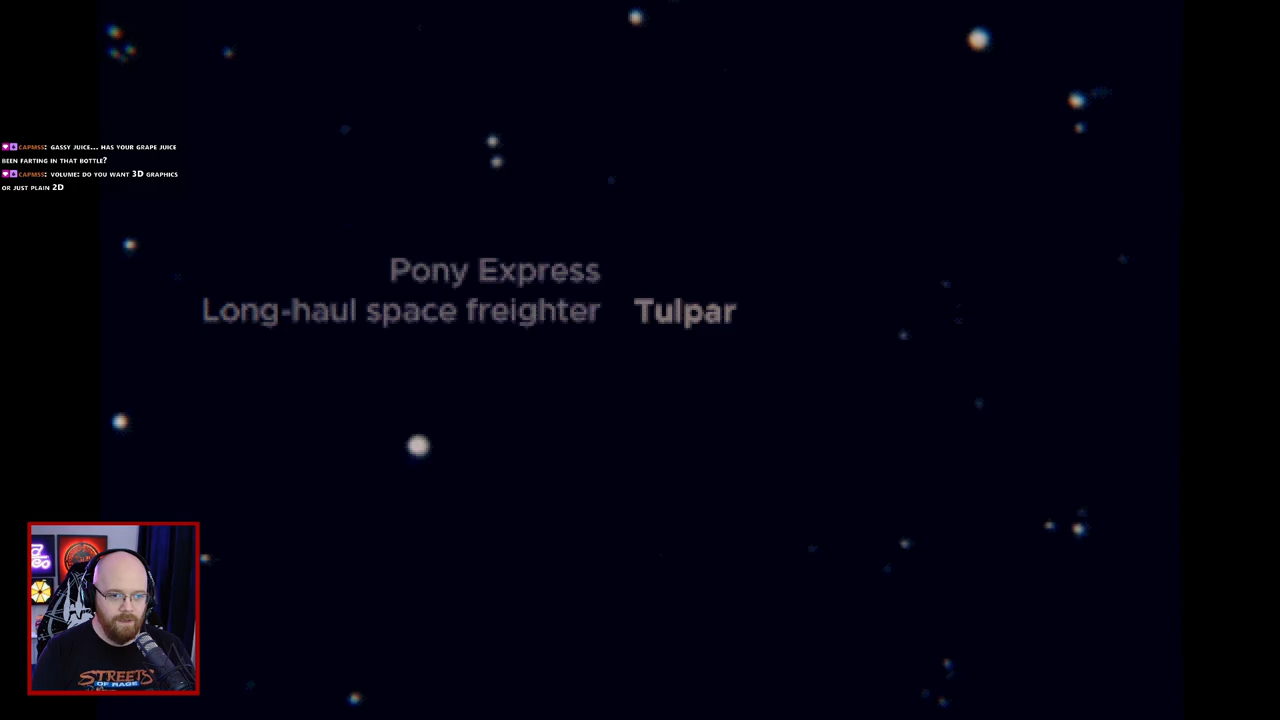 CAPMSS: GASSY JUICE... HAS YOUR GRAPE JUICE
BEEN FARTING IN THAT BOTTLE?
CAPMSS: VOLUME: DO YOU WANT 3D GRAPHICS
OR JUST PLAIN 2D
Pony Express
Long-haul space freighter Tulpar
STREETS
OF RAGE